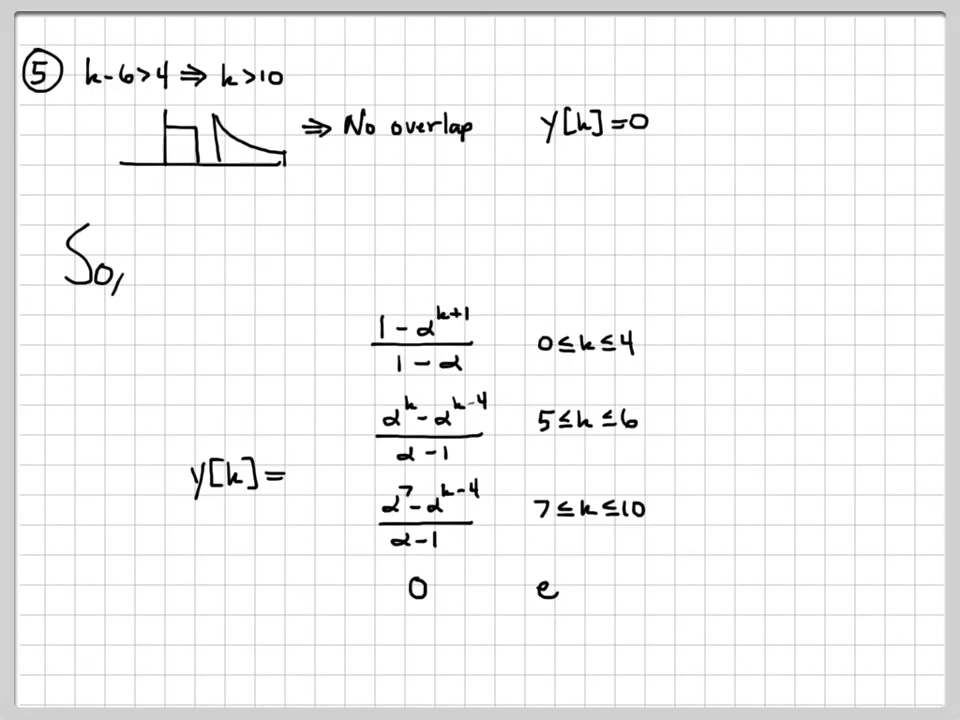 ⑤ k-6>4 ⇒ k>10
⇒ No overlap y[k]=0
So,
y[k]=
1-α^{k+1} / 1-α 0≤k≤4
α^{k}-α^{k-4} / α-1 5≤k≤6
α^{7}-α^{k-4} / α-1 7≤k≤10
0 e